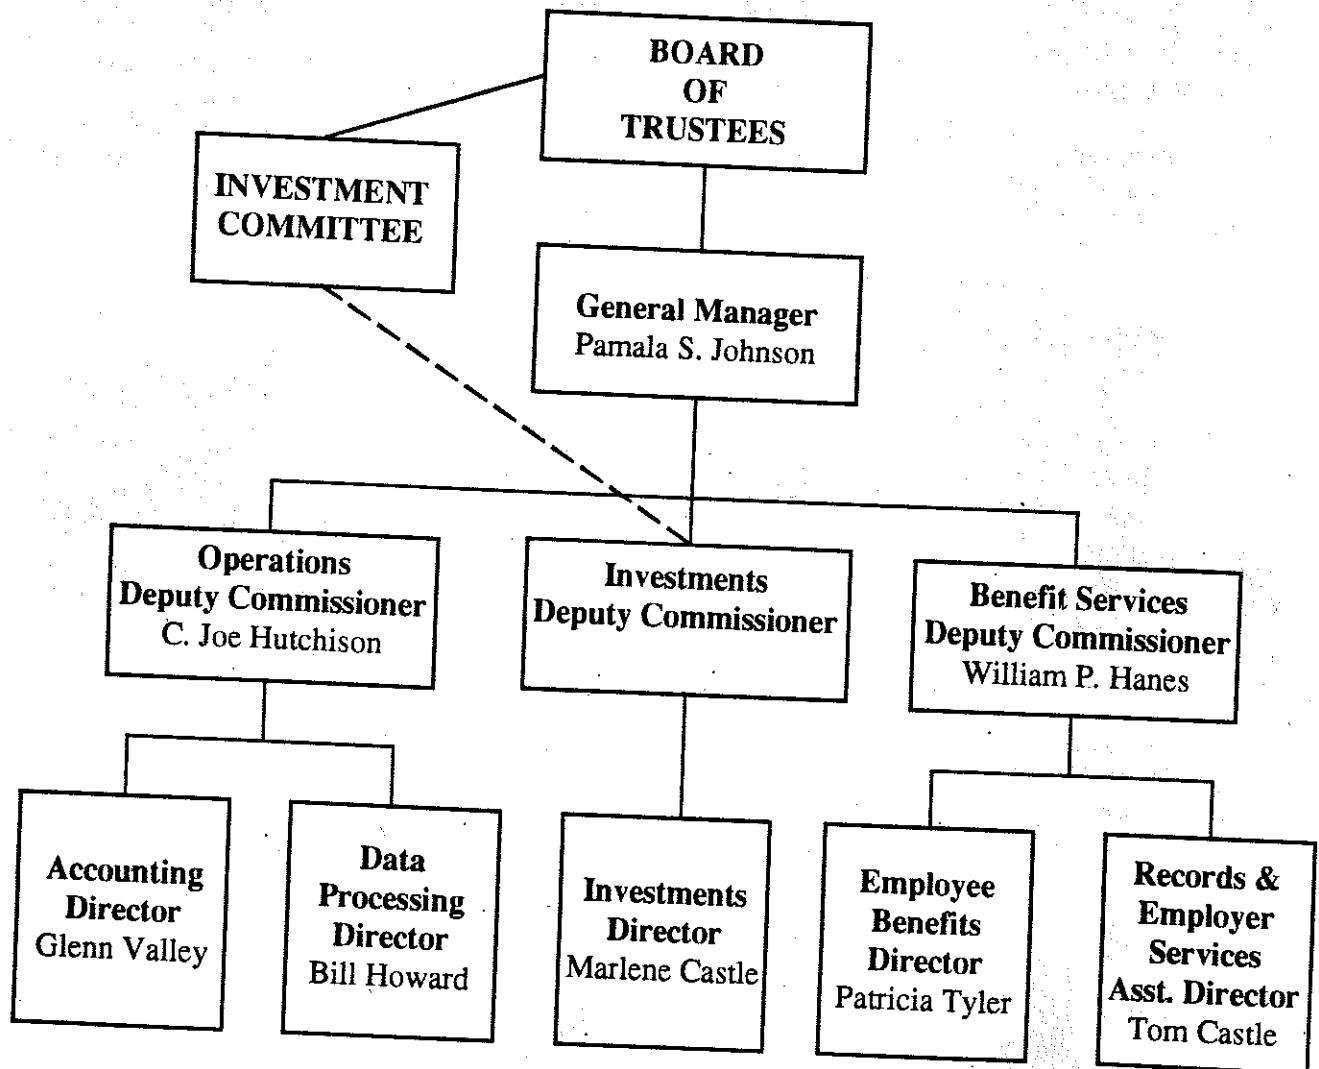 BOARD
OF
TRUSTEES
INVESTMENT
COMMITTEE
General Manager
Pamala S. Johnson
Operations
Deputy Commissioner
C. Joe Hutchison
Investments
Deputy Commissioner
Benefit Services
Deputy Commissioner
William P. Hanes
Accounting
Director
Glenn Valley
Data
Processing
Director
Bill Howard
Investments
Director
Marlene Castle
Employee
Benefits
Director
Patricia Tyler
Records &
Employer
Services
Asst. Director
Tom Castle